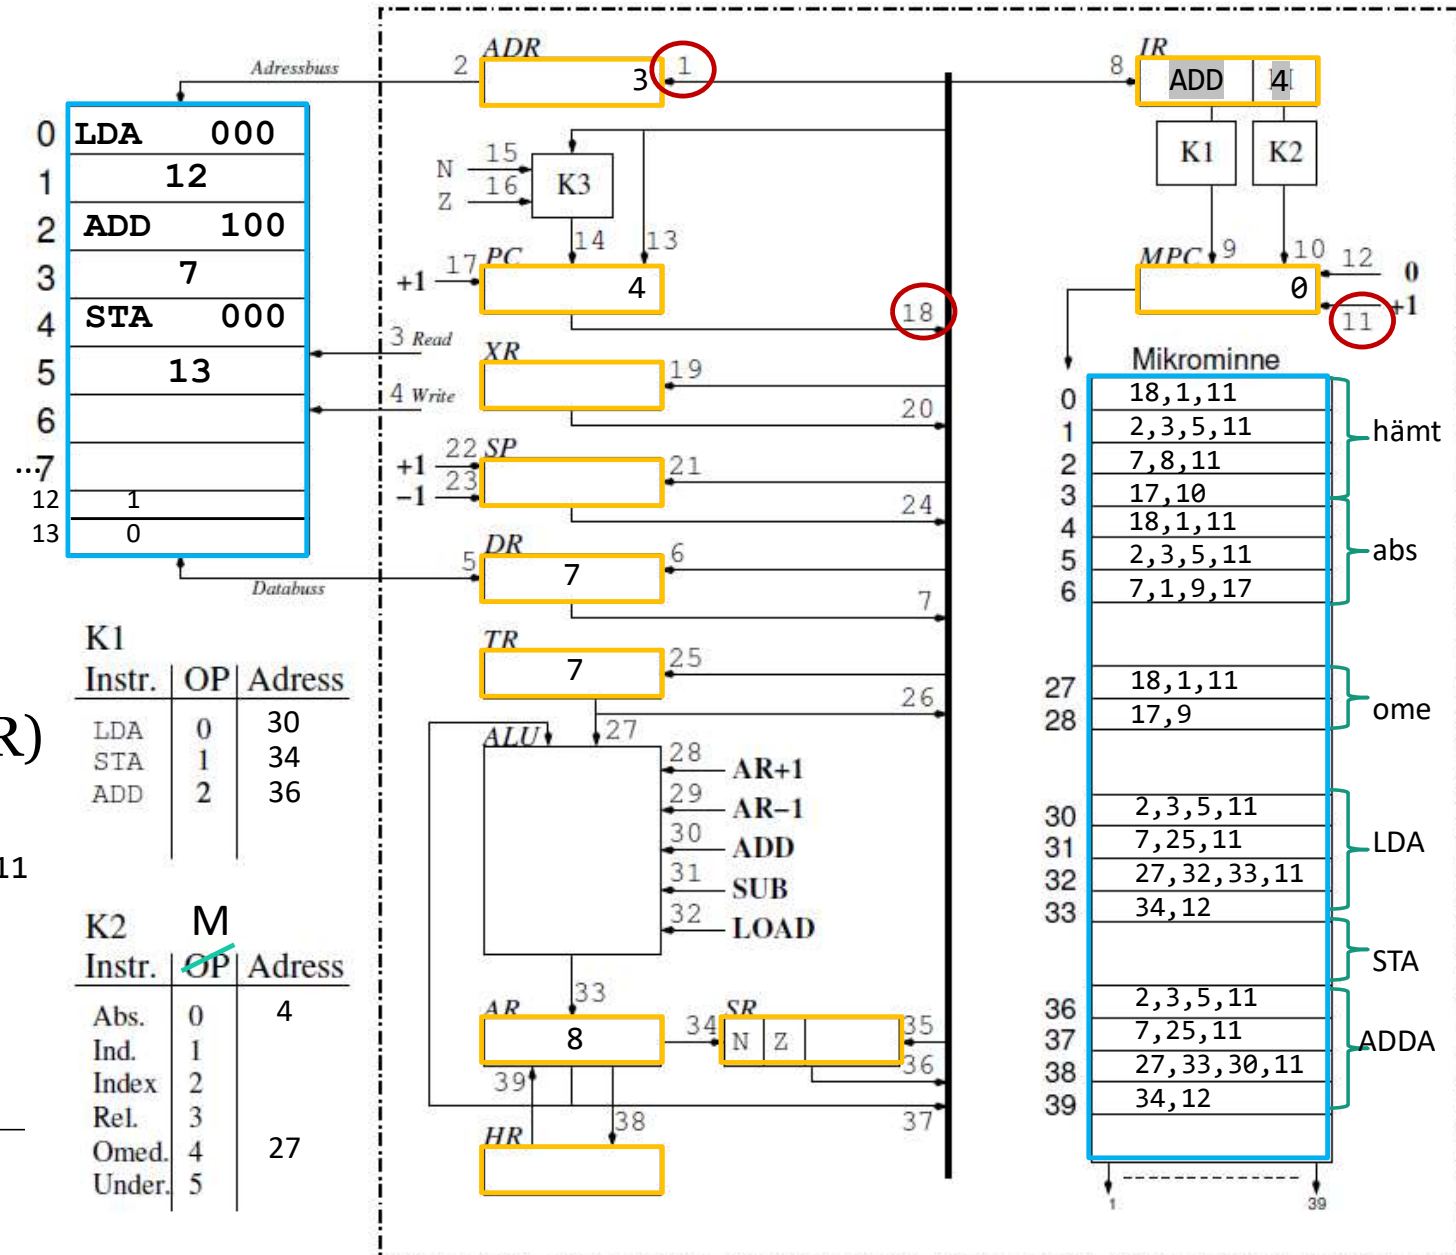 Adressbuss
0 LDA 000
1 12
2 ADD 100
3 7
4 STA 000
5 13
6
...7
12 1
13 0
Databuss
K1
Instr. OP Adress
LDA 0 30
STA 1 34
ADD 2 36
R)
11
K2 M
Instr. OP Adress
Abs. 0 4
Ind. 1
Index 2
Rel. 3
Omed. 4 27
Under. 5
2 ADR 1
3
N 15
Z 16
K3
14 13
+1 17 PC
4
18
3 Read
4 Write
XR 19
20
+1 22 SP 21
-1 23
24
5 DR 6
7
7
TR 25
7
26
ALU 27
28 AR+1
29 AR-1
30 ADD
31 SUB
32 LOAD
33
AR 34 SR 35
8 N Z
36
39 38 37
HR
8 IR
ADD 4
K1 K2
MPC 9 10 12 0
0 +1
11
Mikrominne
0 18,1,11
1 2,3,5,11 hämt
2 7,8,11
3 17,10
4 18,1,11
5 2,3,5,11 abs
6 7,1,9,17
27 18,1,11
28 17,9 ome
30 2,3,5,11
31 7,25,11 LDA
32 27,32,33,11
33 34,12
STA
36 2,3,5,11
37 7,25,11 ADDA
38 27,33,30,11
39 34,12
1 39